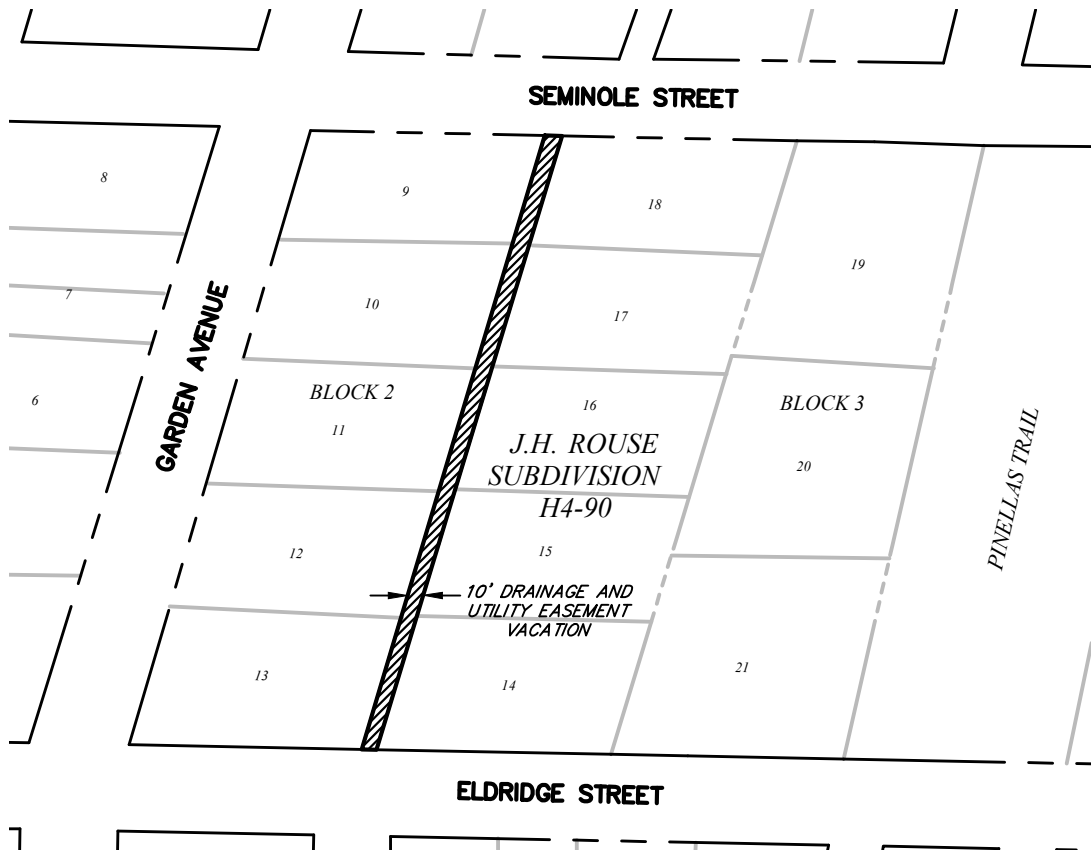 SEMINOLE STREET
8
9
18
19
7
10
17
GARDEN AVENUE
6
BLOCK 2
11
16
BLOCK 3
J.H. ROUSE
SUBDIVISION
H4-90
20
PINELLAS TRAIL
12
15
10' DRAINAGE AND
UTILITY EASEMENT
VACATION
13
14
21
ELDRIDGE STREET